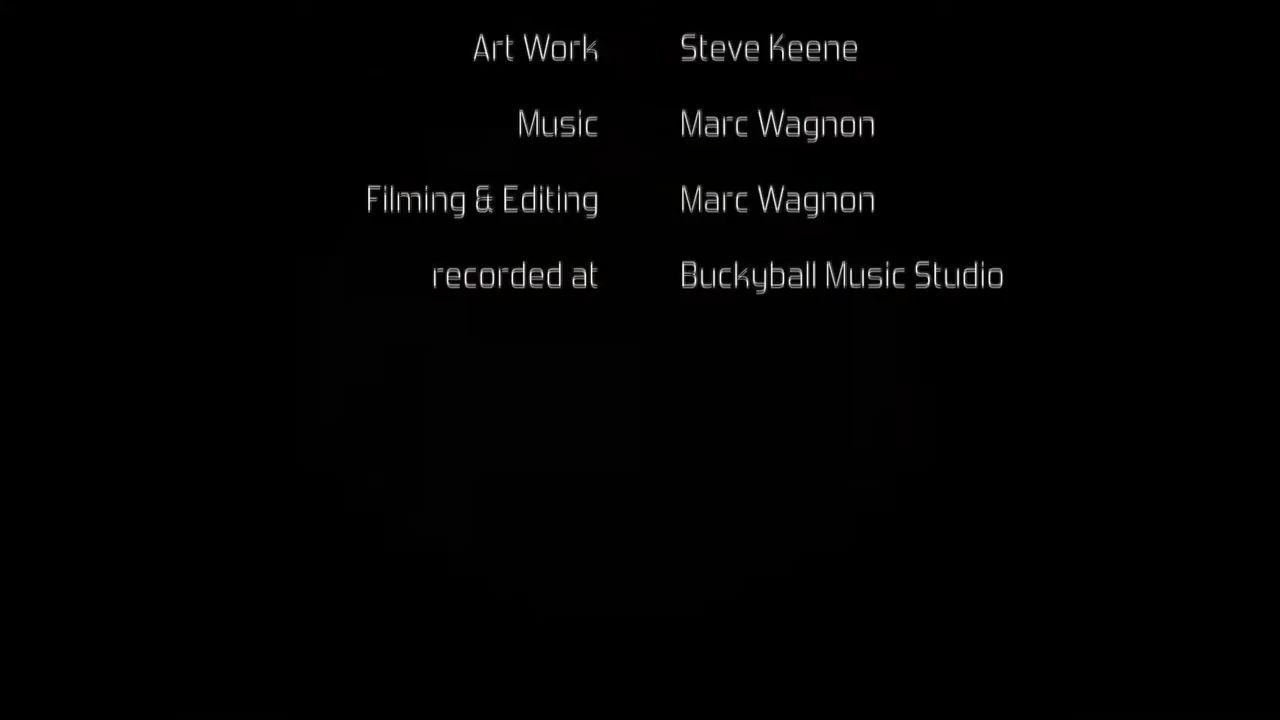 Art Work Steve Keene
Music Marc Wagnon
Filming & Editing Marc Wagnon
recorded at Buckyball Music Studio